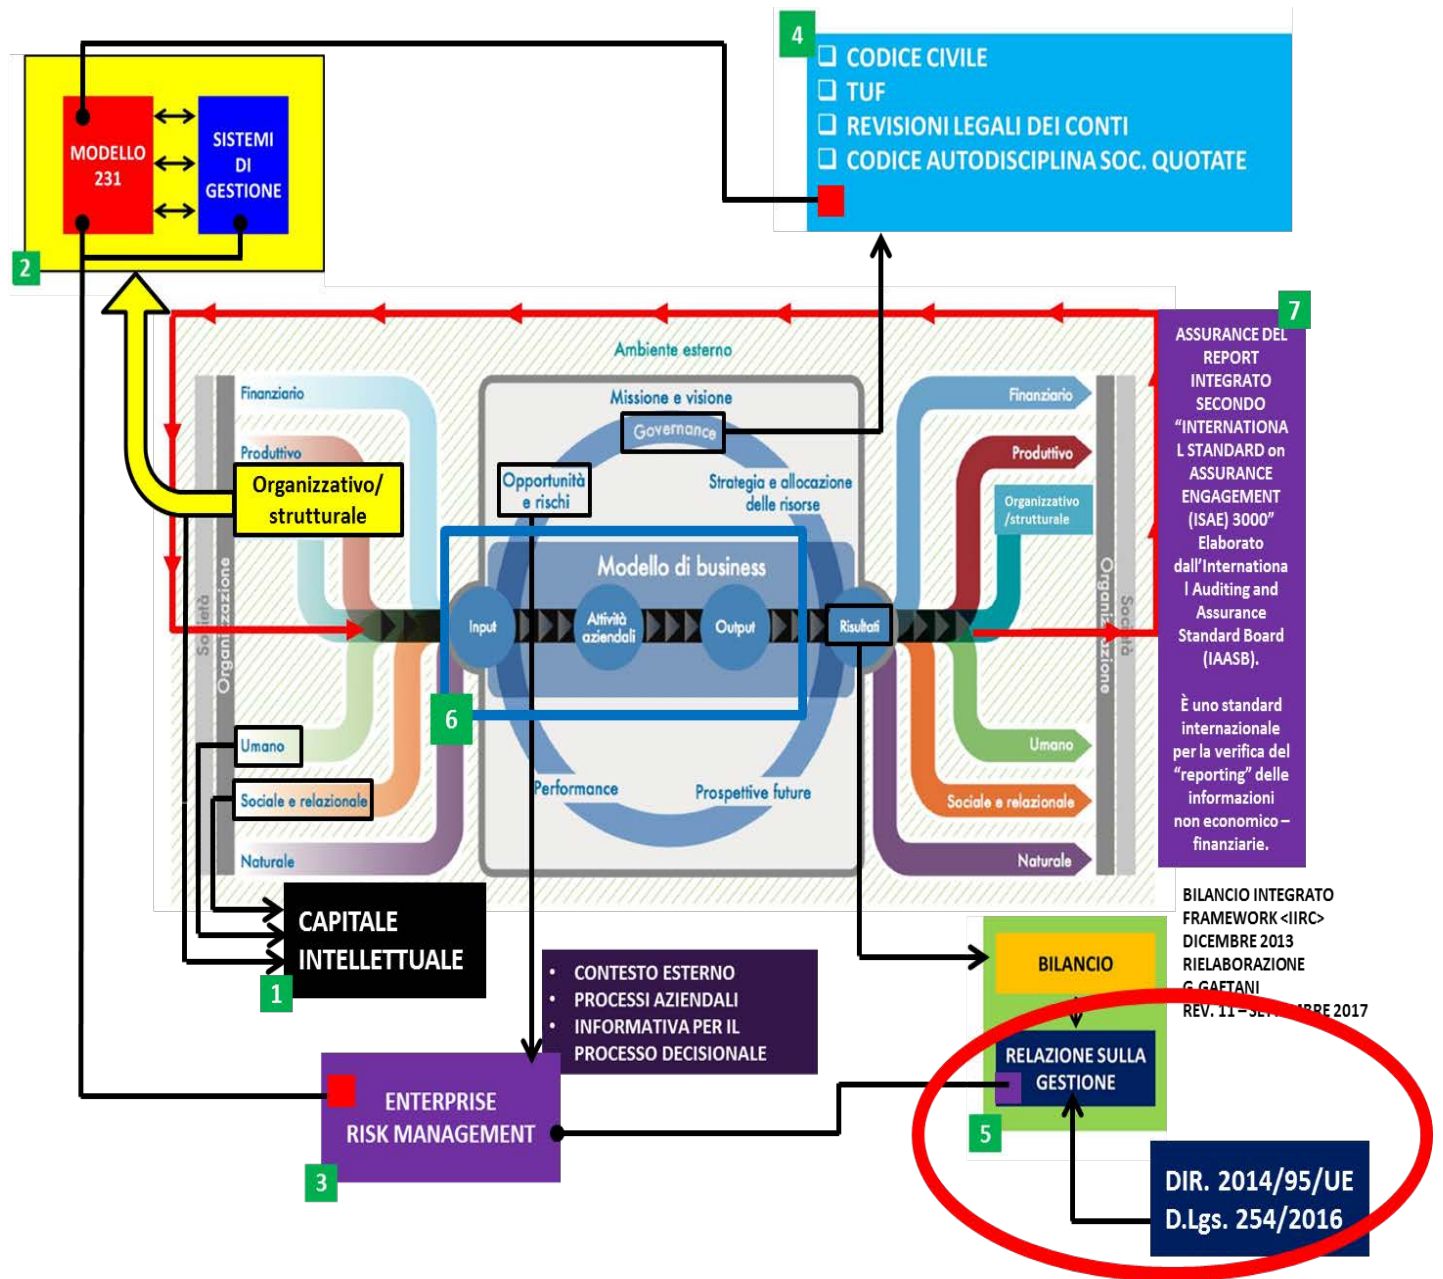 4
CODICE CIVILE
TUF
REVISIONI LEGALI DEI CONTI
CODICE AUTODISCIPLINA SOC. QUOTATE
MODELLO
231
SISTEMI
DI
GESTIONE
2
7
ASSURANCE DEL
REPORT
INTEGRATO
SECONDO
“INTERNATIONA
L STANDARD on
ASSURANCE
ENGAGEMENT
(ISAE) 3000”
Elaborato
dall’Internationa
l Auditing and
Assurance
Standard Board
(IAASB).
È uno standard
internazionale
per la verifica del
“reporting” delle
informazioni
non economico –
finanziarie.
Ambiente esterno
Finanziario
Produttivo
Organizzativo/
strutturale
Società
Organizzazione
Umano
Sociale e relazionale
Naturale
Missione e visione
Governance
Opportunità
e rischi
Strategia e allocazione
delle risorse
Modello di business
Input
Attività
aziendali
Output
Risultati
6
Performance
Prospettive future
Finanziario
Produttivo
Organizzativo
/strutturale
Umano
Sociale e relazionale
Naturale
Organizzazione
Società
CAPITALE
INTELLETTUALE
1
• CONTESTO ESTERNO
• PROCESSI AZIENDALI
• INFORMATIVA PER IL
PROCESSO DECISIONALE
ENTERPRISE
RISK MANAGEMENT
3
BILANCIO
RELAZIONE SULLA
GESTIONE
5
BILANCIO INTEGRATO
FRAMEWORK <IIRC>
DICEMBRE 2013
RIELABORAZIONE
G.GAETANI
REV. 11 – 2017
DIR. 2014/95/UE
D.Lgs. 254/2016